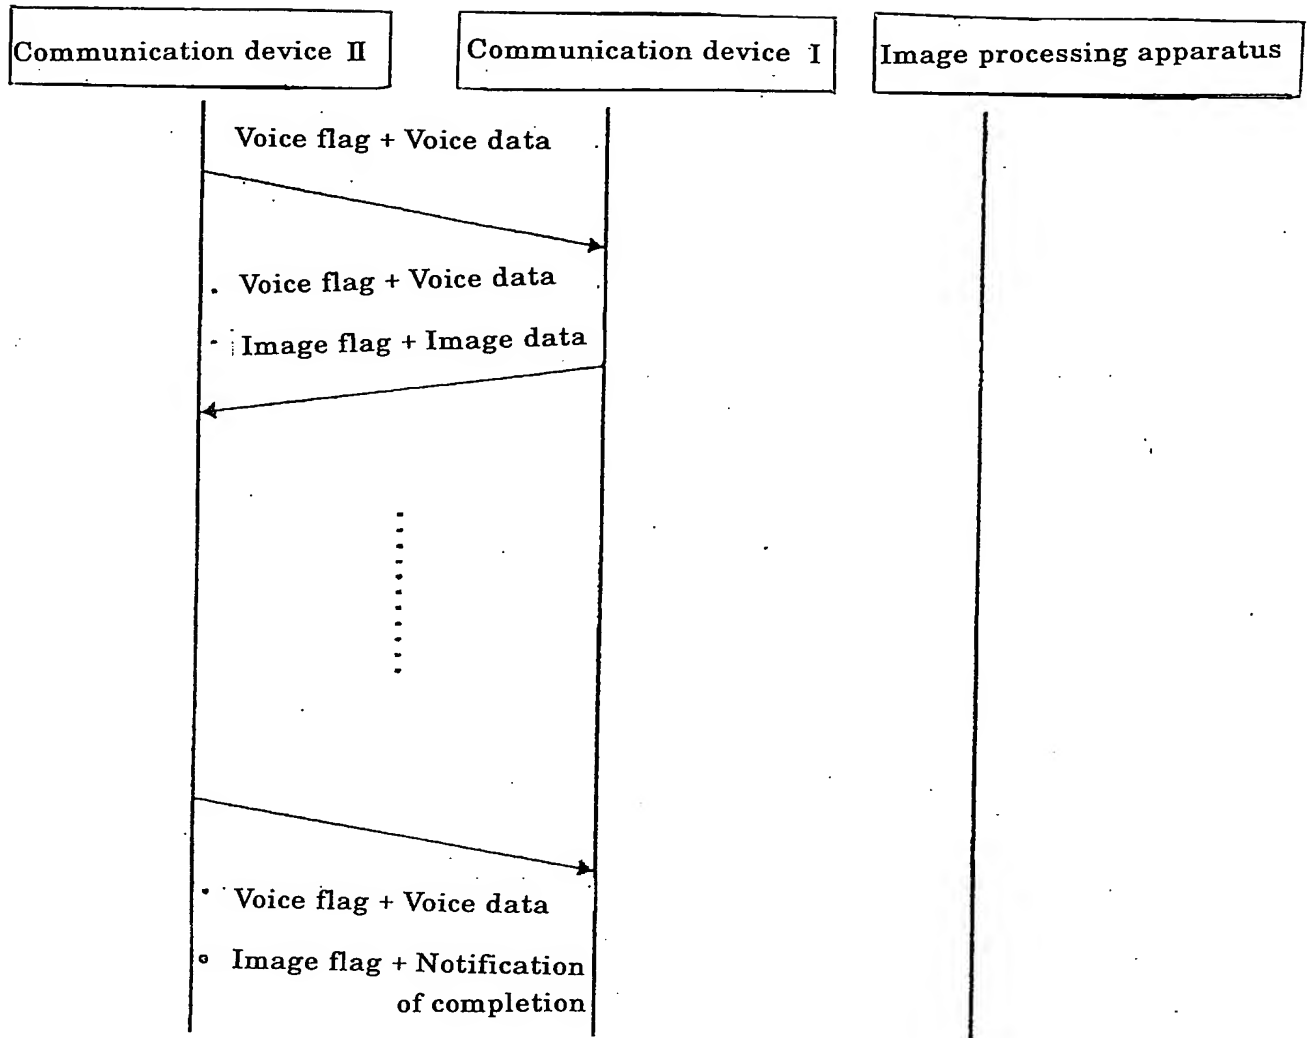 Communication device II
Communication device I
Image processing apparatus
Voice flag + Voice data
Voice flag + Voice data
Image flag + Image data
Voice flag + Voice data
Image flag + Notification
of completion